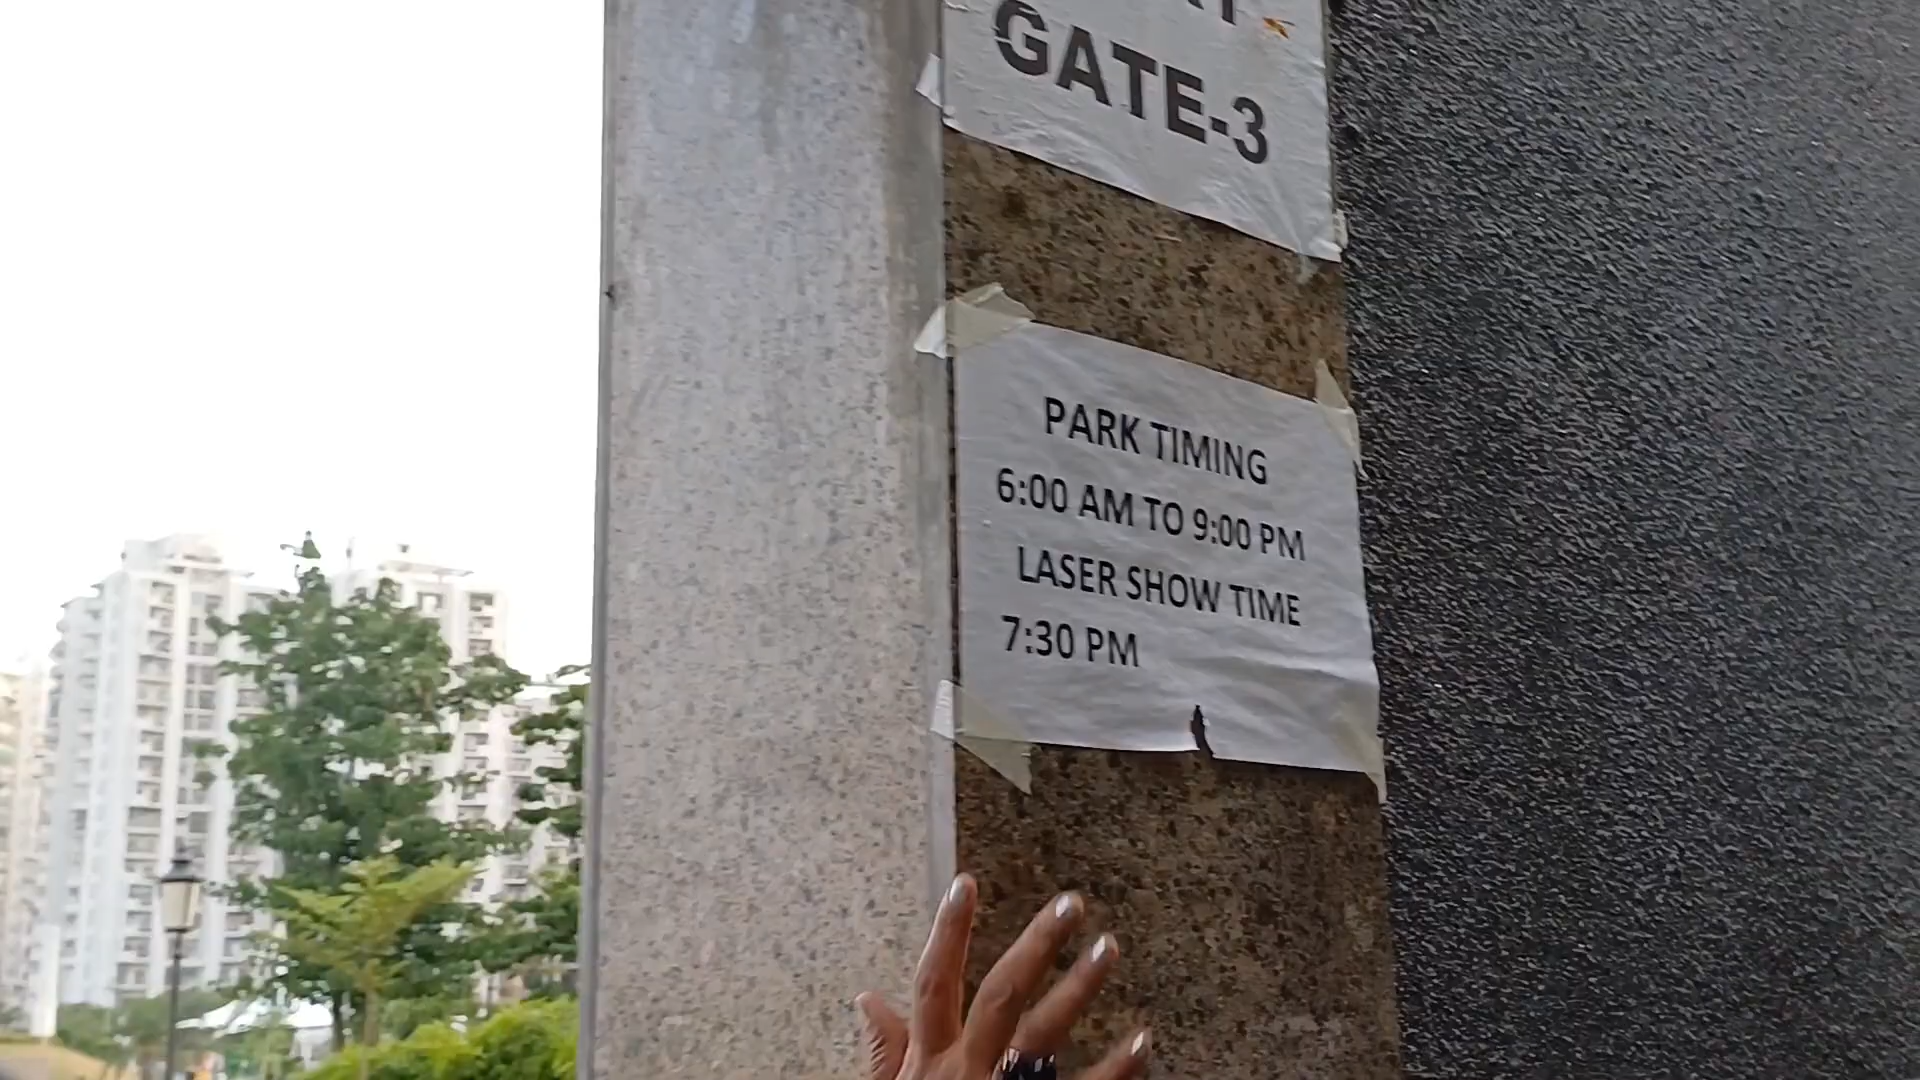 GATE-3
PARK TIMING
6:00 AM TO 9:00 PM
LASER SHOW TIME
7:30 PM